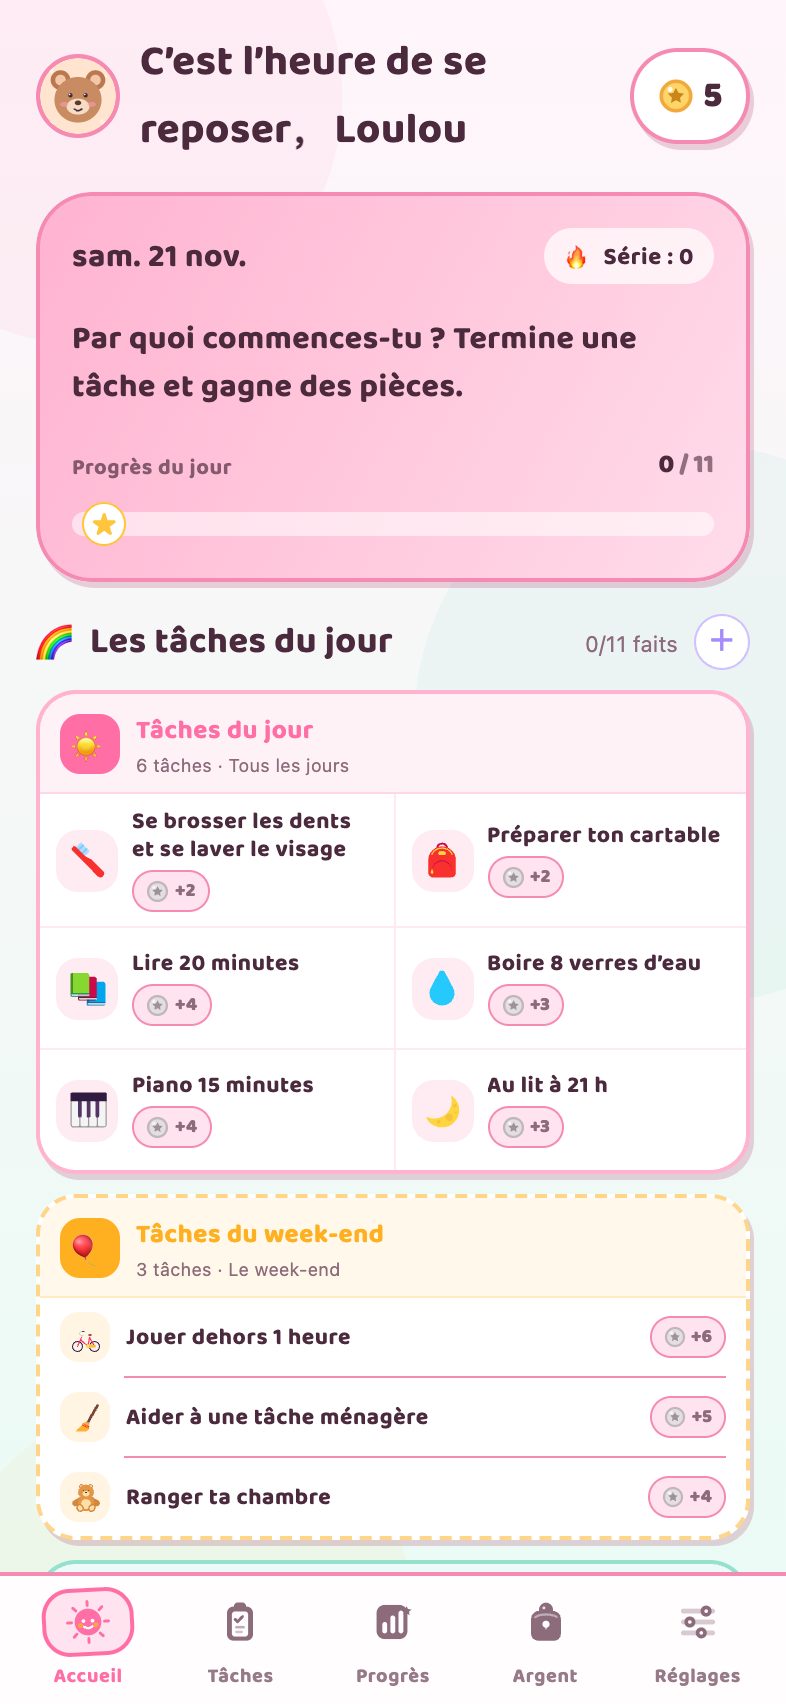 C’est l’heure de se
reposer, Loulou
5
sam. 21 nov.
Série : 0
Par quoi commences-tu ? Termine une
tâche et gagne des pièces.
Progrès du jour
0 / 11
Les tâches du jour
0/11 faits
Tâches du jour
6 tâches · Tous les jours
Se brosser les dents
et se laver le visage
+2
Préparer ton cartable
+2
Lire 20 minutes
+4
Boire 8 verres d’eau
+3
Piano 15 minutes
+4
Au lit à 21 h
+3
Tâches du week-end
3 tâches · Le week-end
Jouer dehors 1 heure
+6
Aider à une tâche ménagère
+5
Ranger ta chambre
+4
Accueil
Tâches
Progrès
Argent
Réglages